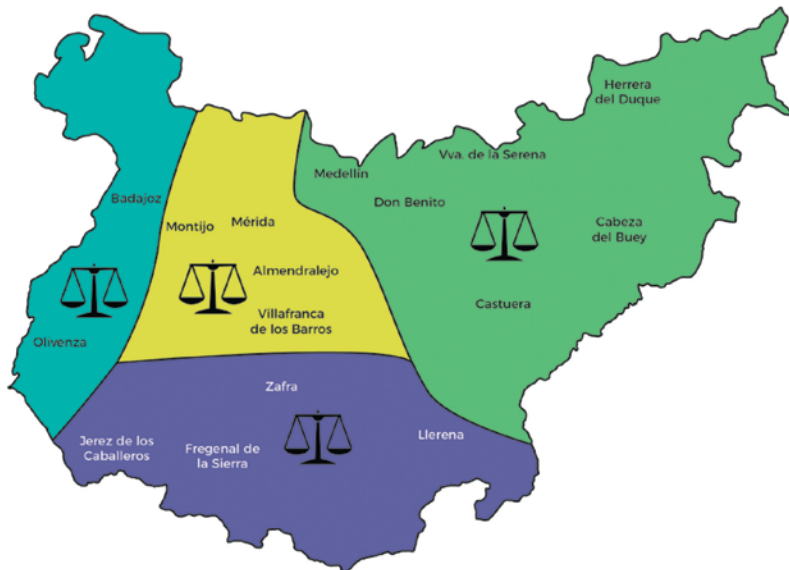 Herrera
del Duque
Vva. de la Serena
Medellín
Don Benito
Badajoz
Montijo
Mérida
Cabeza
del Buey
Almendralejo
Castuera
Villafranca
de los Barros
Olivenza
Zafra
Jerez de los
Caballeros
Fregenal de
la Sierra
Llerena